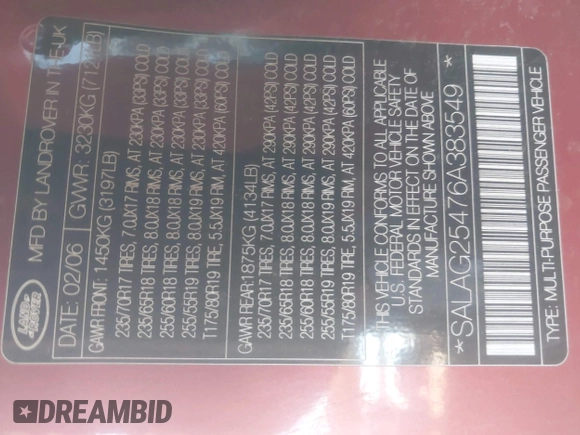 LAND-
ROVER
MFD BY LANDROVER IN THE UK
DATE: 02/06 GVWR: 3230KG LB)
GAWR FRONT: 1450KG (3197LB)
235/70R17 TIRES, 7.0JX17 RIMS, AT 230KPA (33PSI) COLD
235/65R18 TIRES, 8.0JX18 RIMS, AT 230KPA (33PSI) COLD
255/60R18 TIRES, 8.0JX18 RIMS, AT 230KPA (33PSI) COLD
255/55R19 TIRES, 8.0JX19 RIMS, AT 230KPA (33PSI) COLD
T175/80R19 TIRE, 5.5JX19 RIM, AT 420KPA (60PSI) COLD
GAWR REAR1875KG (4134LB)
235/70R17 TIRES, 7.0JX17 RIMS, AT 290KPA (42PSI) COLD
235/65R18 TIRES, 8.0JX18 RIMS, AT 290KPA (42PSI) COLD
255/60R18 TIRES, 8.0JX18 RIMS, AT 290KPA (42PSI) COLD
255/55R19 TIRES, 8.0JX19 RIMS, AT 290KPA (42PSI) COLD
T175/80R19 TIRE, 5.5JX19 RIM, AT 420KPA (60PSI) COLD
THIS VEHICLE CONFORMS TO ALL APPLICABLE
U.S. FEDERAL MOTOR VEHICLE SAFETY
STANDARDS IN EFFECT ON THE DATE OF
MANUFACTURE SHOWN ABOVE
*SALAG25476A383549*
TYPE: MULTI-PURPOSE PASSENGER VEHICLE
DREAMBID